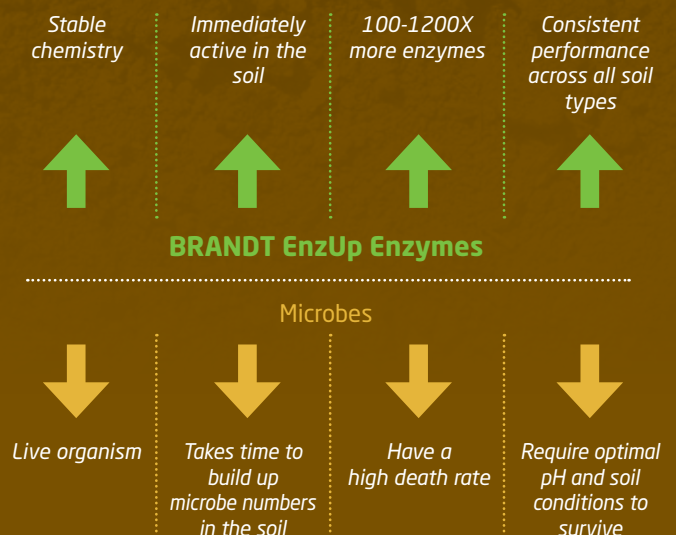 Stable
chemistry
Immediately
active in the
soil
100-1200X
more enzymes
Consistent
performance
across all soil
types
BRANDT EnzUp Enzymes
Microbes
Live organism
Takes time to
build up
microbe numbers
in the soil
Have a
high death rate
Require optimal
pH and soil
conditions to
survive